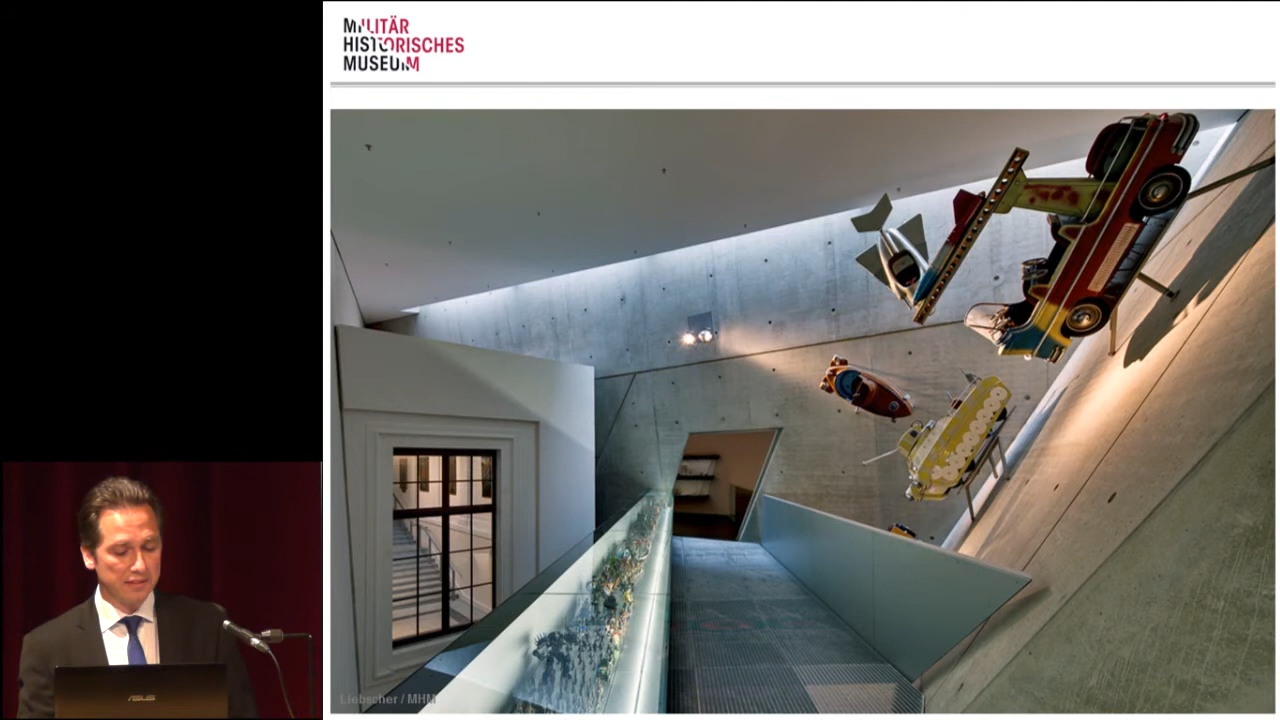 MILITÄR
HISTORISCHES
MUSEUM
Liebscher / MHM
ASUS